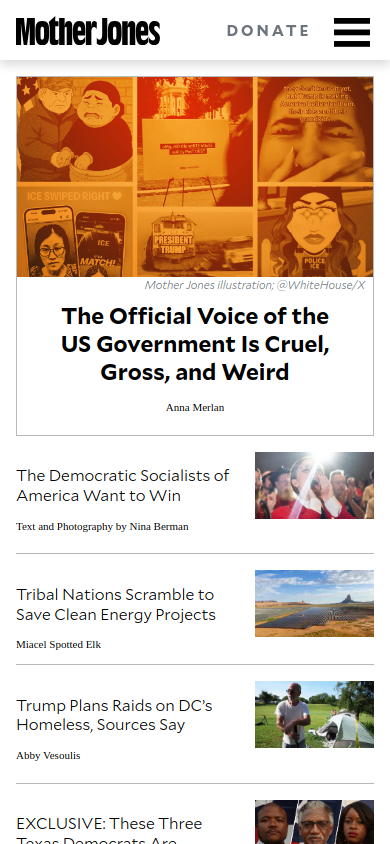 Mother Jones
DONATE
ICE SWIPED RIGHT
ICE
MATCH!
PRESIDENT
TRUMP
POLICE
ICE
Mother Jones illustration; @WhiteHouse/X
The Official Voice of the
US Government Is Cruel,
Gross, and Weird
Anna Merlan
The Democratic Socialists of
America Want to Win
Text and Photography by Nina Berman
Tribal Nations Scramble to
Save Clean Energy Projects
Miacel Spotted Elk
Trump Plans Raids on DC’s
Homeless, Sources Say
Abby Vesoulis
EXCLUSIVE: These Three
Texas Democrats Are